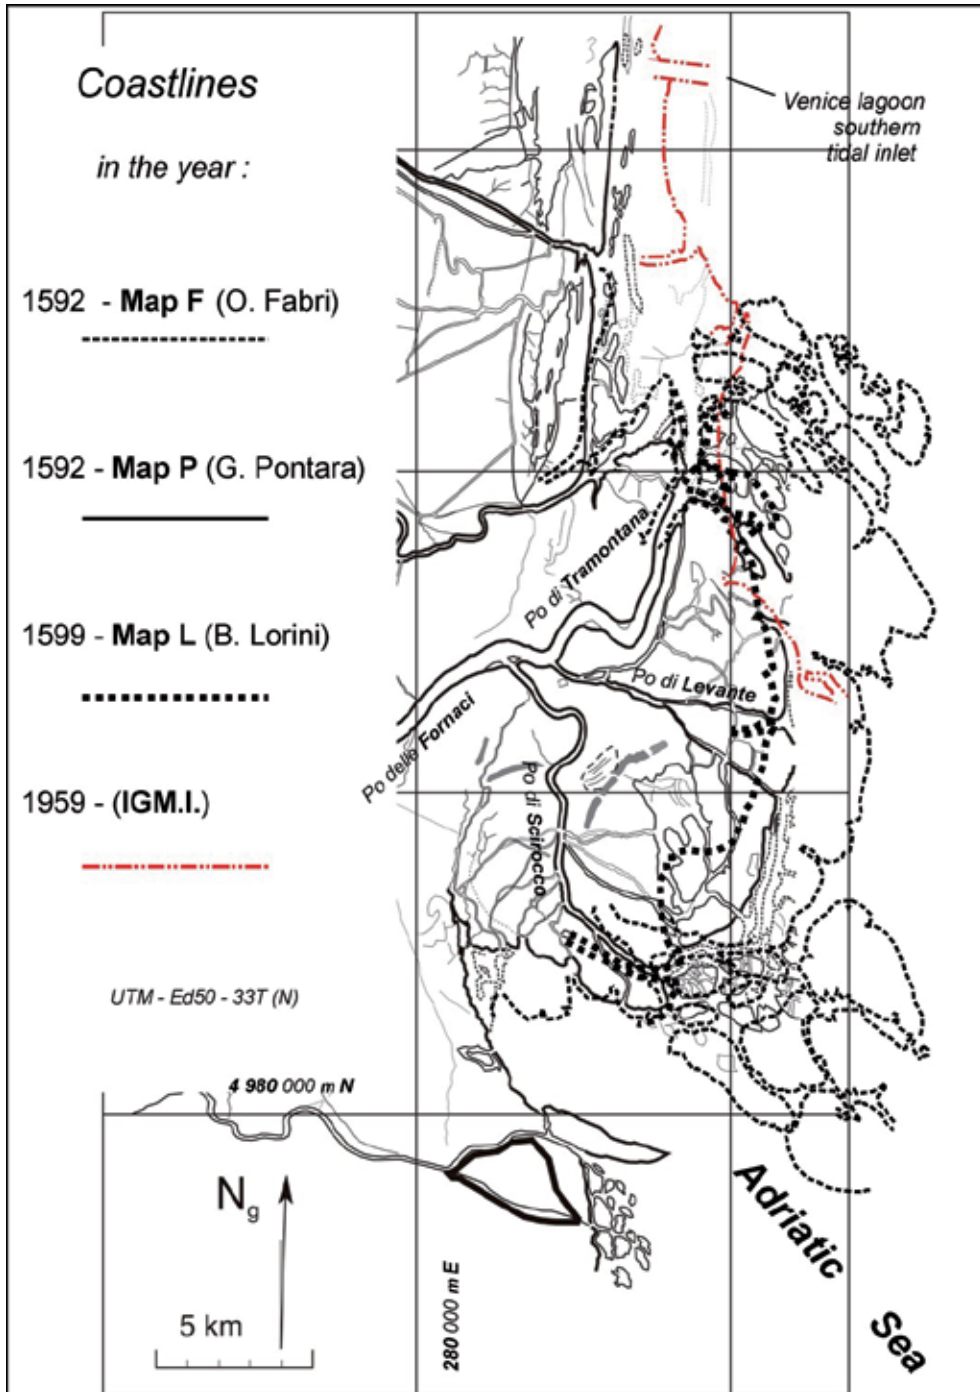 Coastlines
in the year :
Venice lagoon
southern
tidal inlet
1592 - Map F (O. Fabri)
1592 - Map P (G. Pontara)
1599 - Map L (B. Lorini)
1959 - (IGM.I.)
Po di Tramontana
Po di Levante
Po delle Fornaci
Po di Scirocco
UTM - Ed50 - 33T (N)
4 980 000 m N
Ng
5 km
280 000 m E
Adriatic
Sea